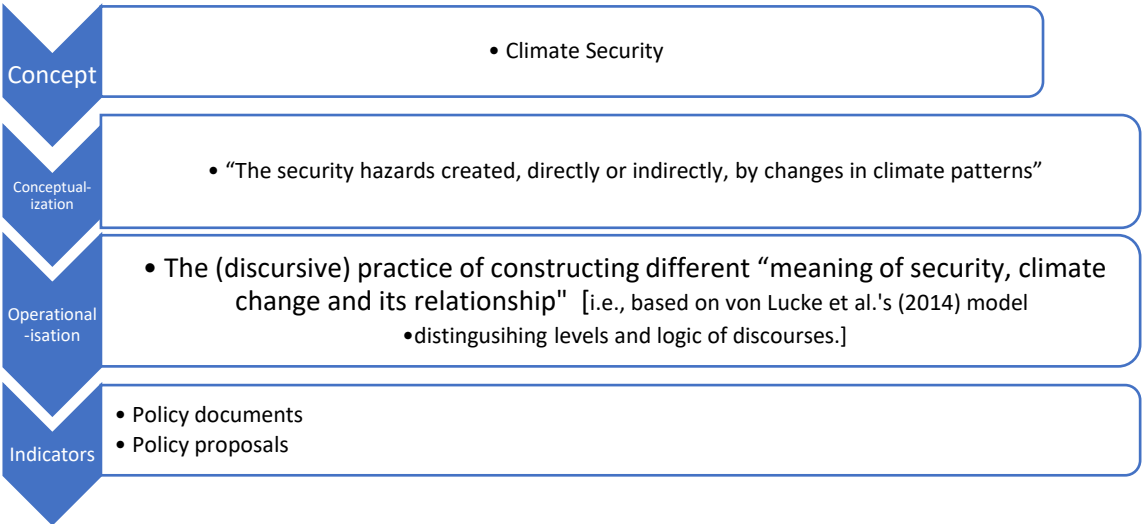 Concept
• Climate Security
Conceptual-
ization
• “The security hazards created, directly or indirectly, by changes in climate patterns”
Operational
-isation
• The (discursive) practice of constructing different “meaning of security, climate
change and its relationship" [i.e., based on von Lucke et al.'s (2014) model
•distingusihing levels and logic of discourses.]
Indicators
• Policy documents
• Policy proposals